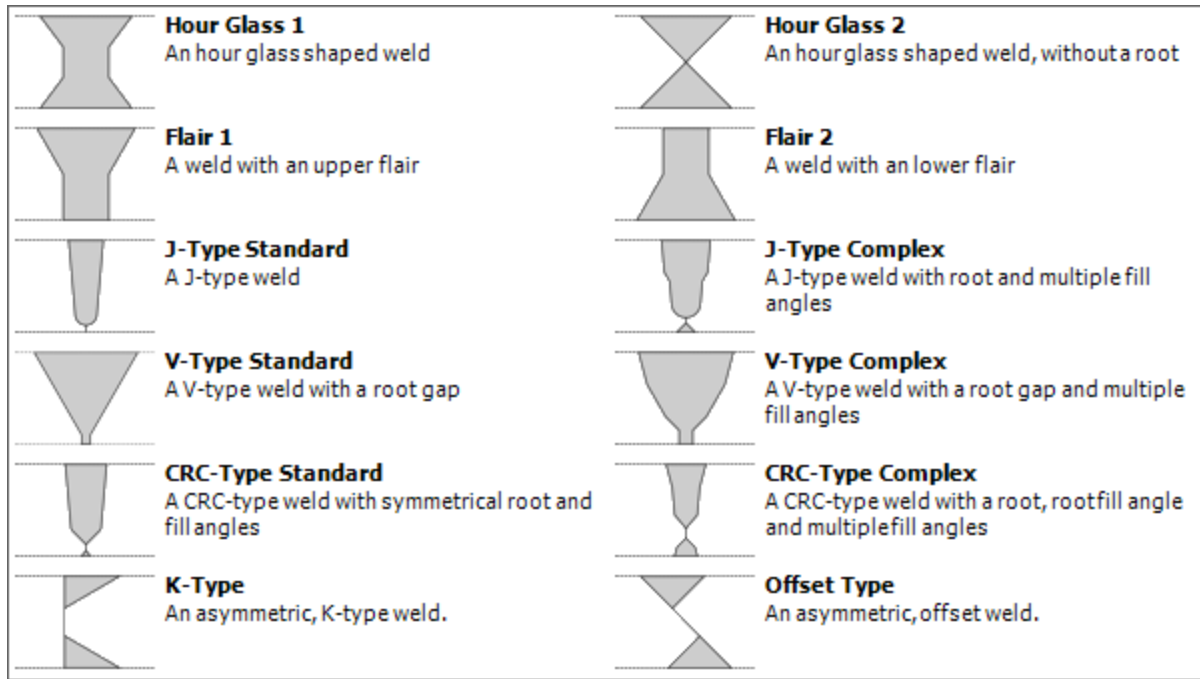 Hour Glass 1
An hour glass shaped weld
Hour Glass 2
An hour glass shaped weld, without a root
Flair 1
A weld with an upper flair
Flair 2
A weld with an lower flair
J-Type Standard
A J-type weld
J-Type Complex
A J-type weld with root and multiple fill
angles
V-Type Standard
A V-type weld with a root gap
V-Type Complex
A V-type weld with a root gap and multiple
fill angles
CRC-Type Standard
A CRC-type weld with symmetrical root and
fill angles
CRC-Type Complex
A CRC-type weld with a root, root fill angle
and multiple fill angles
K-Type
An asymmetric, K-type weld.
Offset Type
An asymmetric, offset weld.